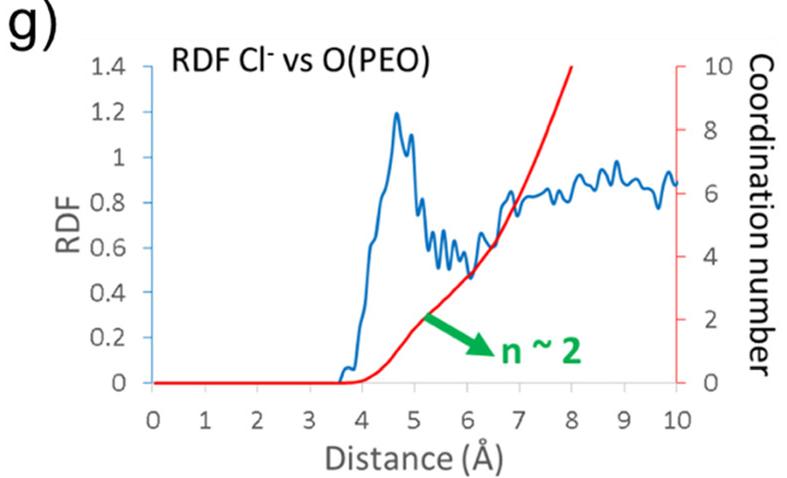 g)
RDF Cl⁻ vs O(PEO)
1.4
1.2
1
0.8
0.6
0.4
0.2
0
RDF
10
8
6
4
2
0
Coordination number
n ~ 2
0 1 2 3 4 5 6 7 8 9 10
Distance (Å)